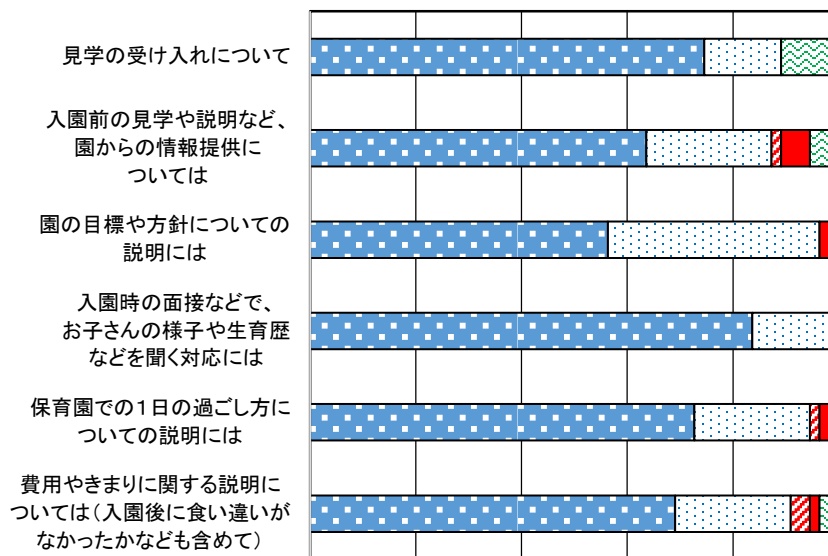 見学の受け入れについて
入園前の見学や説明など、
園からの情報提供に
ついては
園の目標や方針についての
説明には
入園時の面接などで、
お子さんの様子や生育歴
などを聞く対応には
保育園での１日の過ごし方に
ついての説明には
費用やきまりに関する説明に
ついては（入園後に食い違いが
なかったかなども含めて）